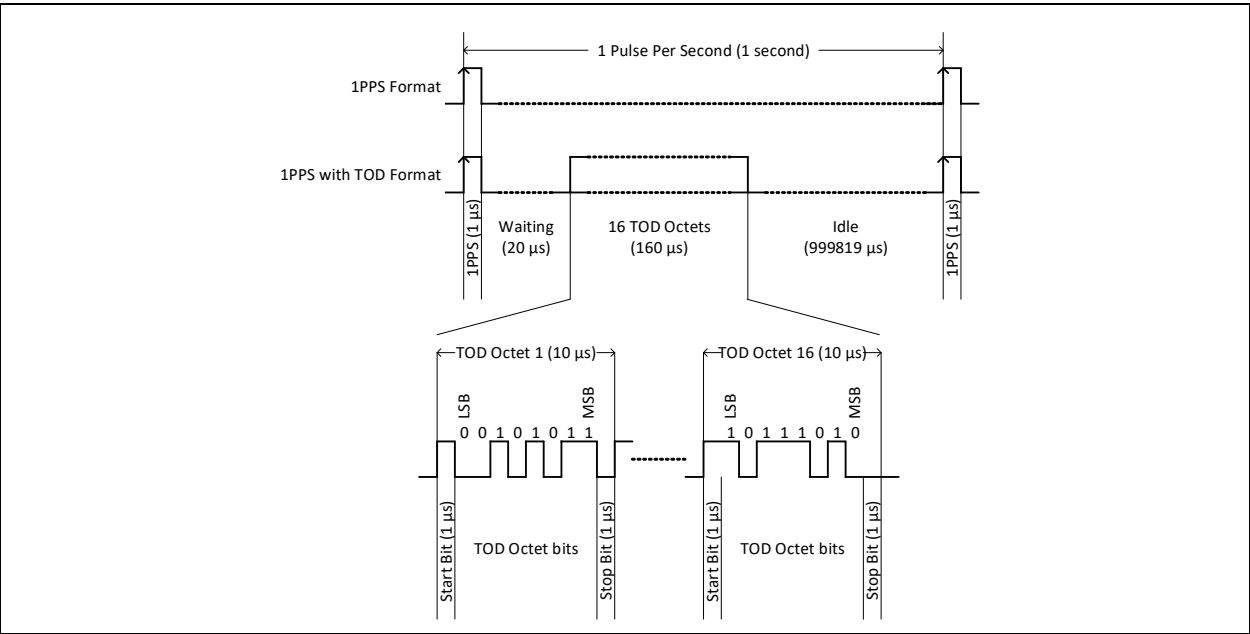 1 Pulse Per Second (1 second)
1PPS Format
1PPS with TOD Format
1PPS (1 µs)
Waiting
(20 µs)
16 TOD Octets
(160 µs)
Idle
(999819 µs)
1PPS (1 µs)
TOD Octet 1 (10 µs)
TOD Octet 16 (10 µs)
LSB
MSB
LSB
MSB
0 0 1 0 1 0 1 1
1 0 1 1 1 0 1 0
Start Bit (1 µs)
TOD Octet bits
Stop Bit (1 µs)
Start Bit (1 µs)
TOD Octet bits
Stop Bit (1 µs)